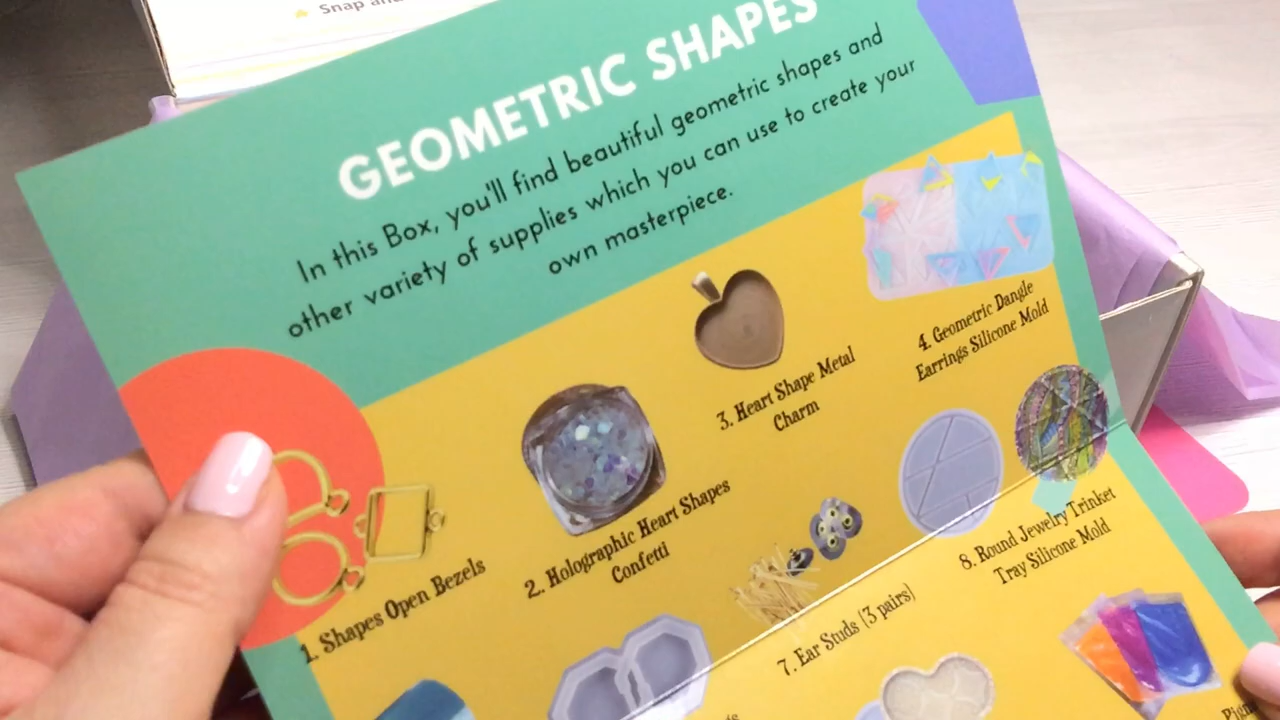 Snap and
GEOMETRIC SHAPES
In this Box, you'll find beautiful geometric shapes and
other variety of supplies which you can use to create your
own masterpiece.
1. Shapes Open Bezels
2. Holographic Heart Shapes
Confetti
3. Heart Shape Metal
Charm
4. Geometric Dangle
Earrings Silicone Mold
7. Ear Studs (3 pairs)
8. Round Jewelry Trinket
Tray Silicone Mold